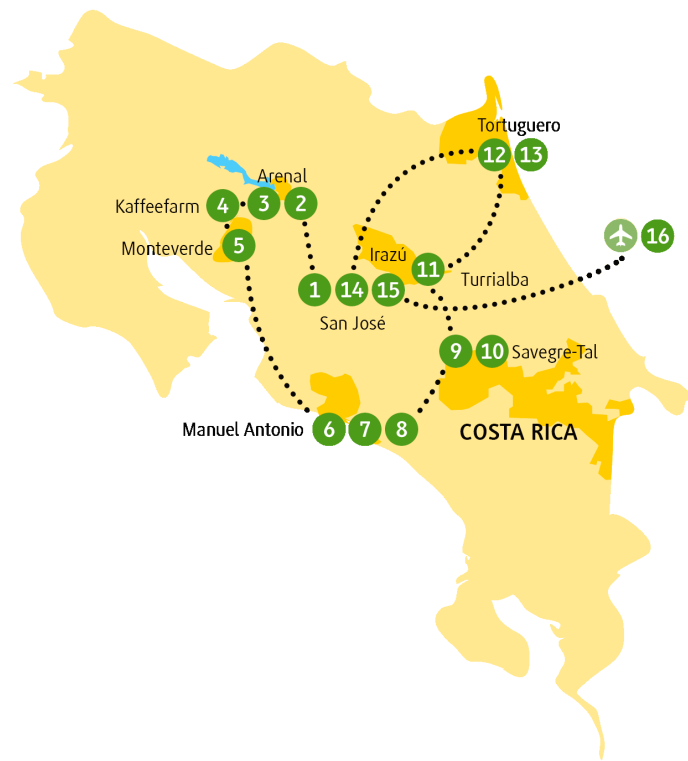 Tortuguero
12 13
Arenal
Kaffeefarm 4 3 2
16
Monteverde 5
Irazú 11
Turrialba
1 14 15
San José
9 10 Savegre-Tal
Manuel Antonio 6 7 8
COSTA RICA